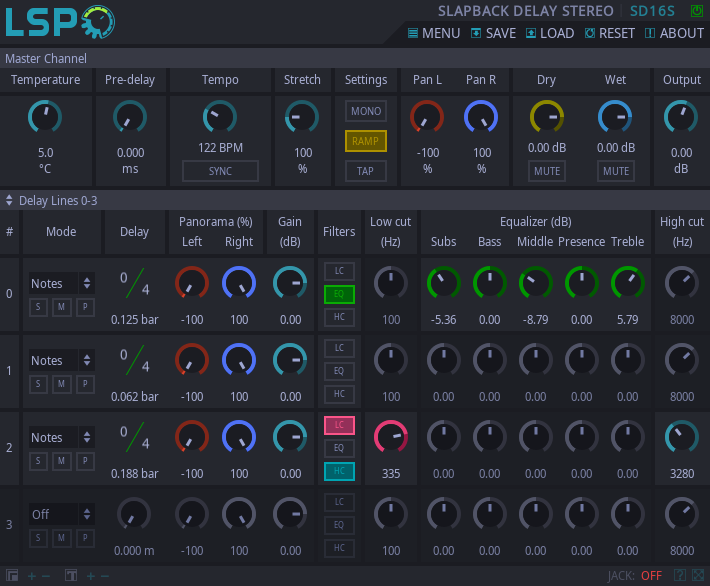 LSP
SLAPBACK DELAY STEREO SD16S
MENU SAVE LOAD RESET ABOUT
Master Channel
Temperature Pre-delay Tempo Stretch Settings Pan L Pan R Dry Wet Output
MONO
RAMP
5.0 0.000 122 BPM 100 -100 100 0.00 dB 0.00 dB 0.00
°C ms SYNC % TAP % % MUTE MUTE dB
Delay Lines 0-3
# Mode Delay Panorama (%) Gain Filters Low cut Equalizer (dB) High cut
Left Right (dB) (Hz) Subs Bass Middle Presence Treble (Hz)
0 Notes 0 4 LC
S M P EQ
0.125 bar -100 100 0.00 HC 100 -5.36 0.00 -8.79 0.00 5.79 8000
1 Notes 0 4 LC
S M P EQ
0.062 bar -100 100 0.00 HC 100 0.00 0.00 0.00 0.00 0.00 8000
2 Notes 0 4 LC
S M P EQ
0.188 bar -100 100 0.00 HC 335 0.00 0.00 0.00 0.00 0.00 3280
3 Off LC
S M P EQ
0.000 m -100 100 0.00 HC 100 0.00 0.00 0.00 0.00 0.00 8000
JACK: OFF